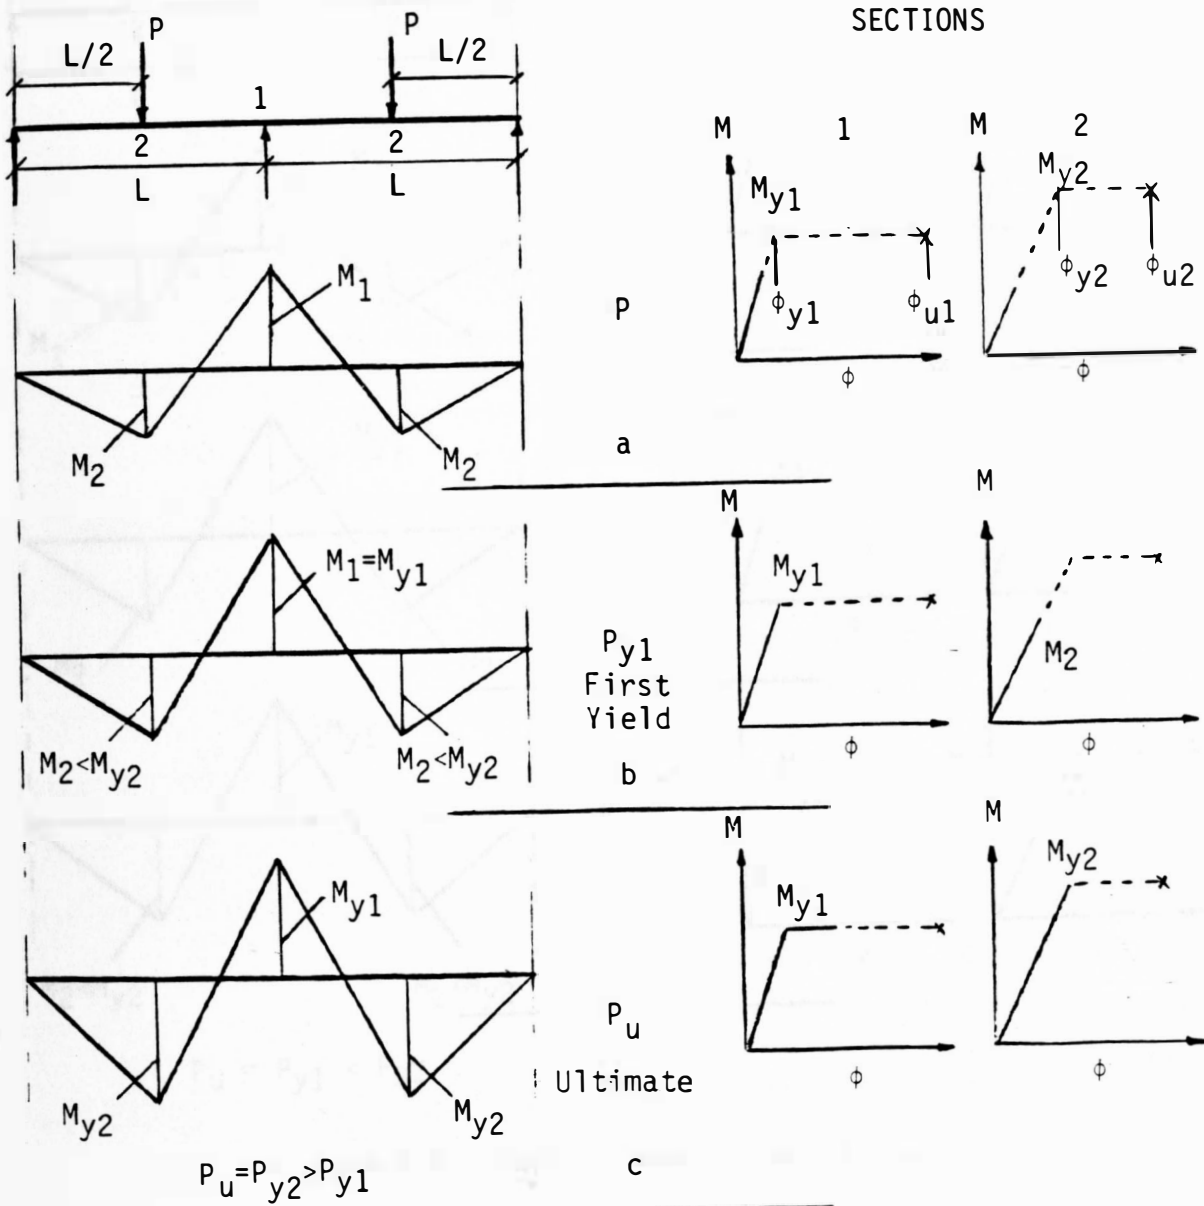 SECTIONS
P P
L/2 L/2
1
2 2
L L
M 1 M 2
My1 My2
ϕy1 ϕu1 ϕy2 ϕu2
ϕ ϕ
M1
P
M2 M2
a
M M
M1=My1
My1
M2
Py1
First
Yield
ϕ ϕ
M2<My2 M2<My2
b
M M
My1
My1 My2
Pu
Ultimate
ϕ ϕ
My2 My2
Pu=Py2>Py1
c